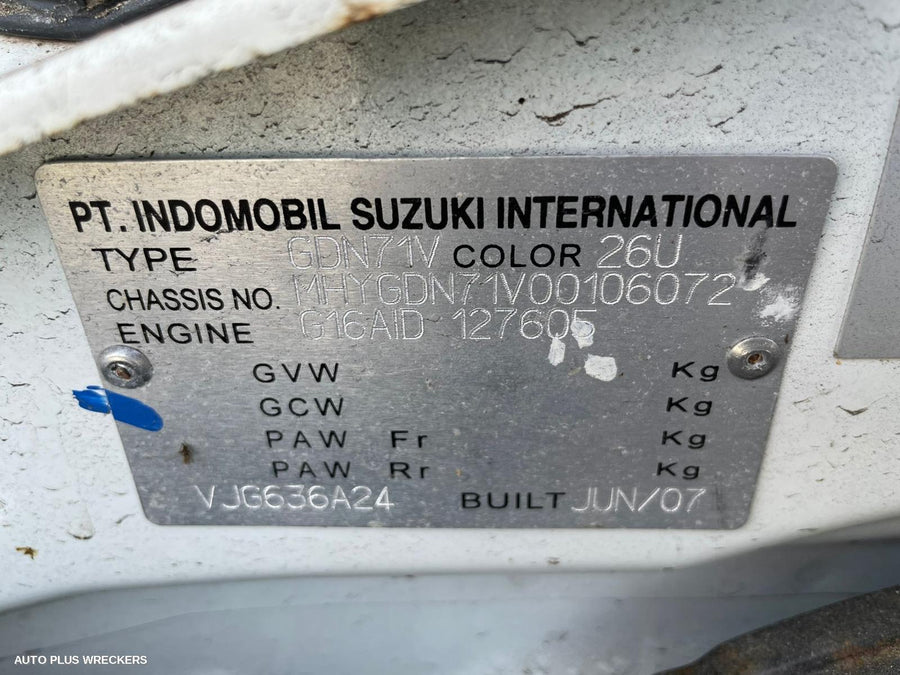 PT. INDOMOBIL SUZUKI INTERNATIONAL
TYPE GDN71V COLOR 26U
CHASSIS NO. MHYGDN71V00106072
ENGINE G16AID 127605
GVW Kg
GCW Kg
PAW Fr Kg
PAW Rr Kg
VJG636A24 BUILT JUN/07
AUTO PLUS WRECKERS